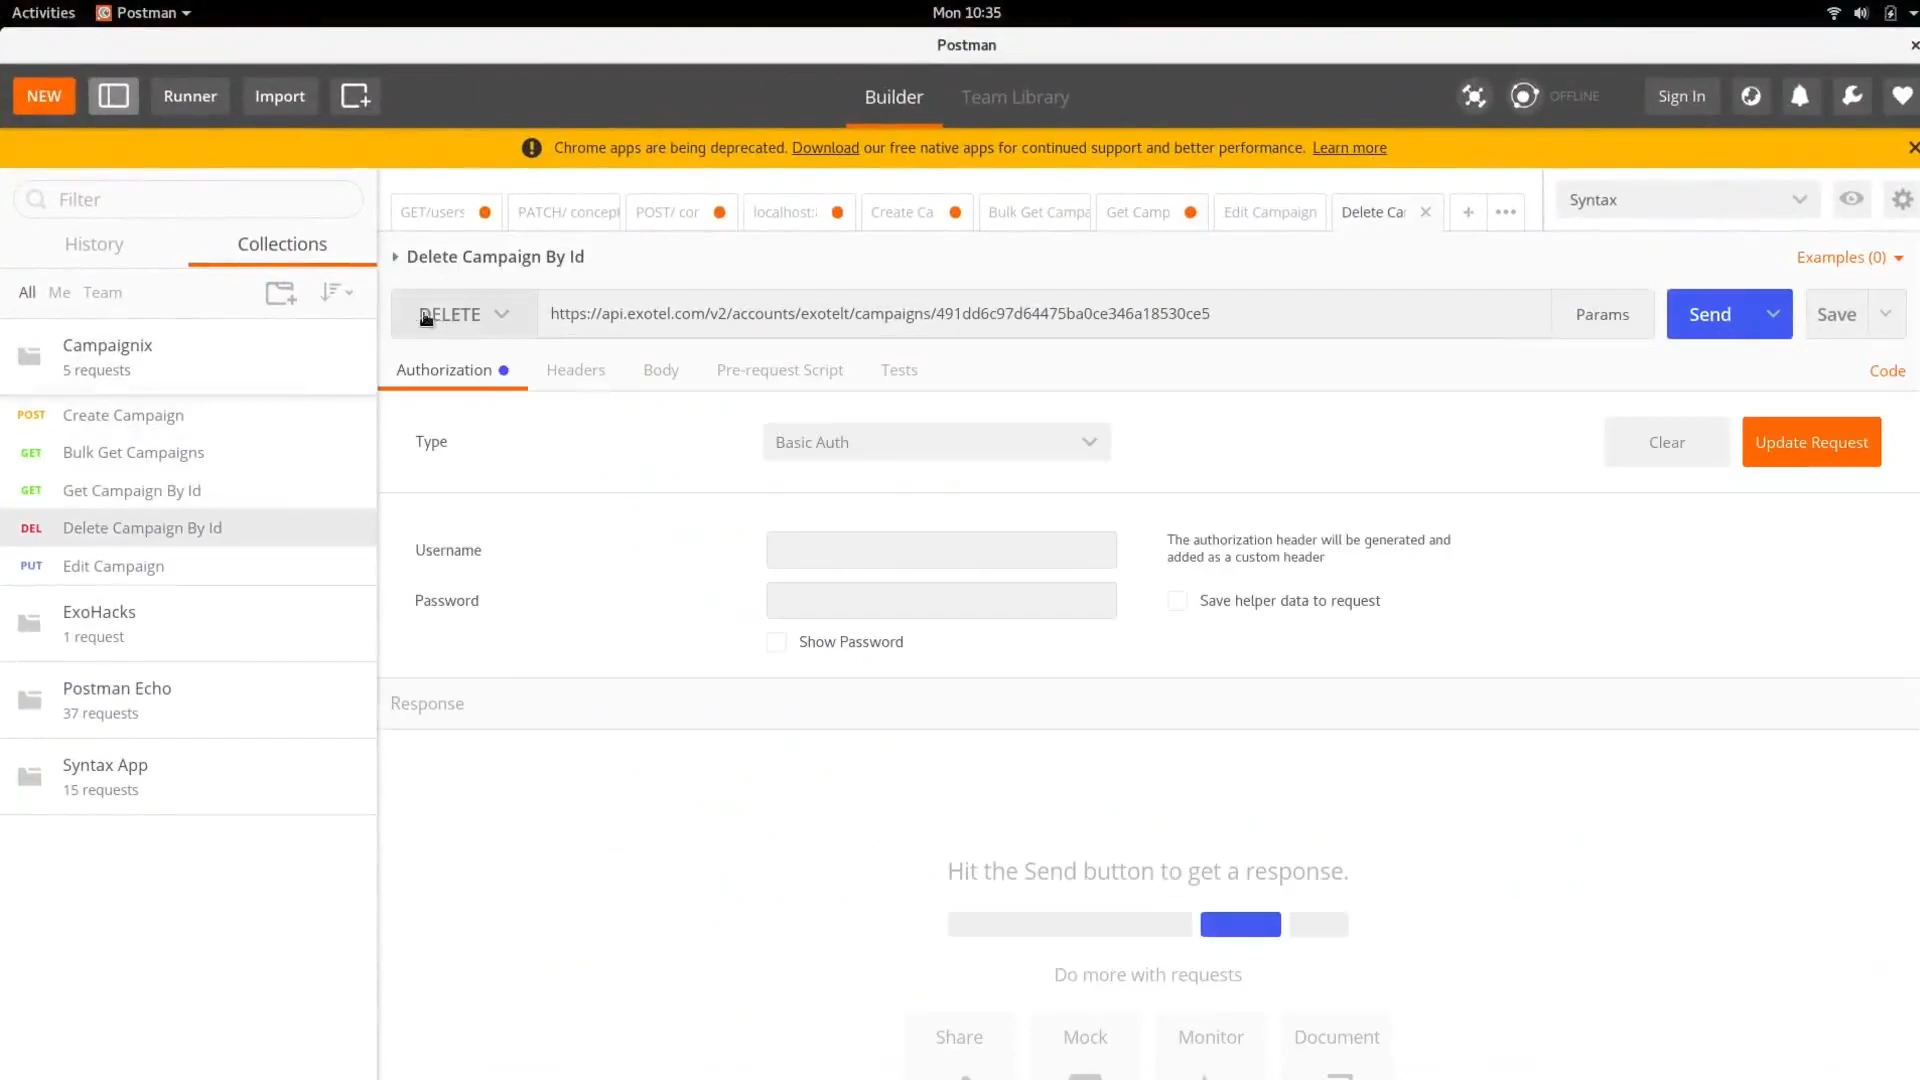 Activities Postman Mon 10:35
Postman
NEW Runner Import Builder Team Library OFFLINE Sign In
Chrome apps are being deprecated. Download our free native apps for continued support and better performance. Learn more
Filter
GET/users PATCH/ concep POST/ cor localhost: Create Ca Bulk Get Campa Get Camp Edit Campaign Delete Ca Syntax
History Collections
Delete Campaign By Id Examples (0)
All Me Team
DELETE https://api.exotel.com/v2/accounts/exotelt/campaigns/491dd6c97d64475ba0ce346a18530ce5 Params Send Save
Campaignix
5 requests
Authorization Headers Body Pre-request Script Tests Code
POST Create Campaign
GET Bulk Get Campaigns
GET Get Campaign By Id
DEL Delete Campaign By Id
PUT Edit Campaign
ExoHacks
1 request
Postman Echo
37 requests
Syntax App
15 requests
Type Basic Auth Clear Update Request
Username
The authorization header will be generated and
added as a custom header
Password
Save helper data to request
Show Password
Response
Hit the Send button to get a response.
Do more with requests
Share Mock Monitor Document